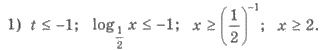 1) t ≤ -1; log_{1/2} x ≤ -1; x ≥ (1/2)^{-1}; x ≥ 2.